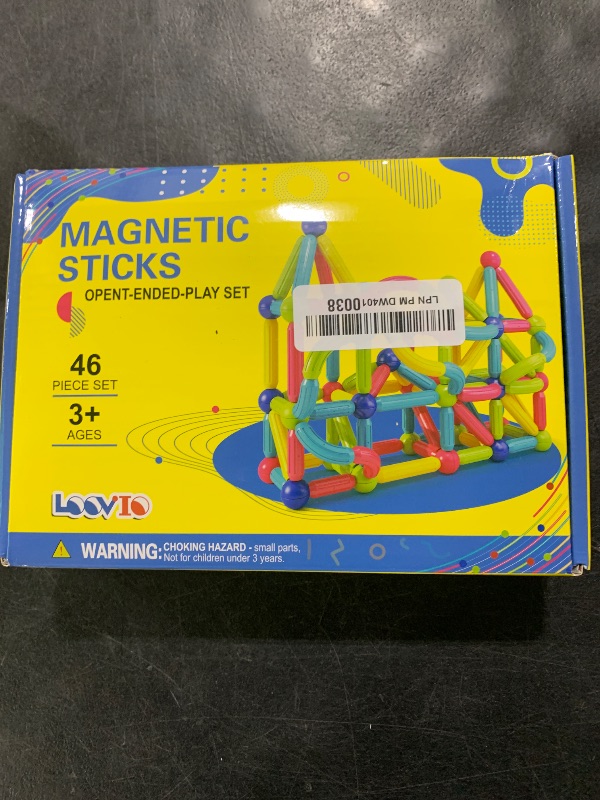 MAGNETIC
STICKS
OPENT-ENDED-PLAY SET
LPN PM DW4010038
46
PIECE SET
3+
AGES
LOOVIO
WARNING: CHOKING HAZARD - small parts,
Not for children under 3 years.